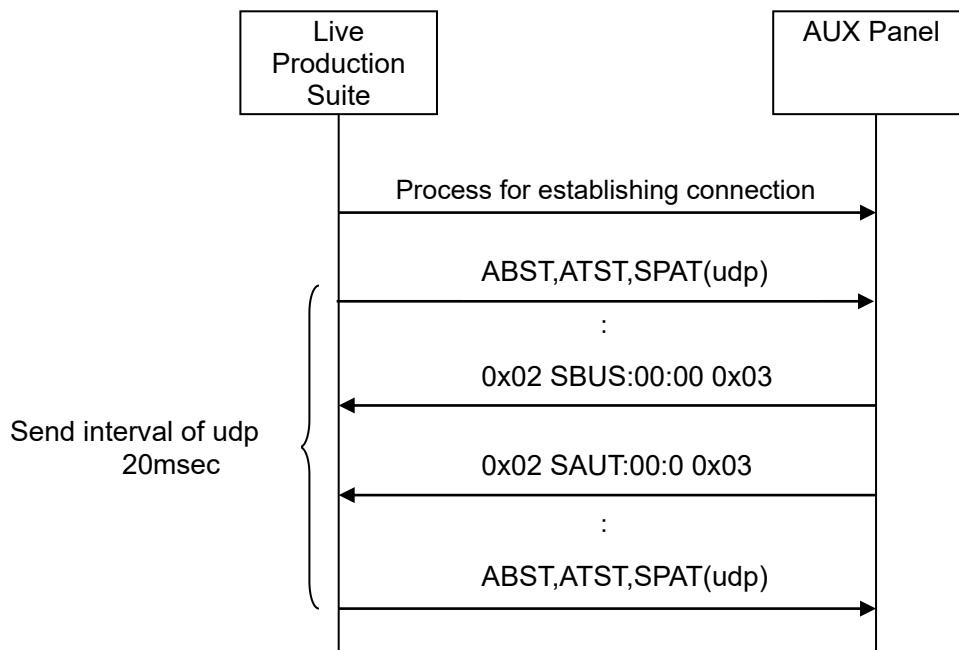 Live
Production
Suite
AUX Panel
Process for establishing connection
ABST,ATST,SPAT(udp)
:
0x02 SBUS:00:00 0x03
Send interval of udp
20msec
0x02 SAUT:00:0 0x03
:
ABST,ATST,SPAT(udp)